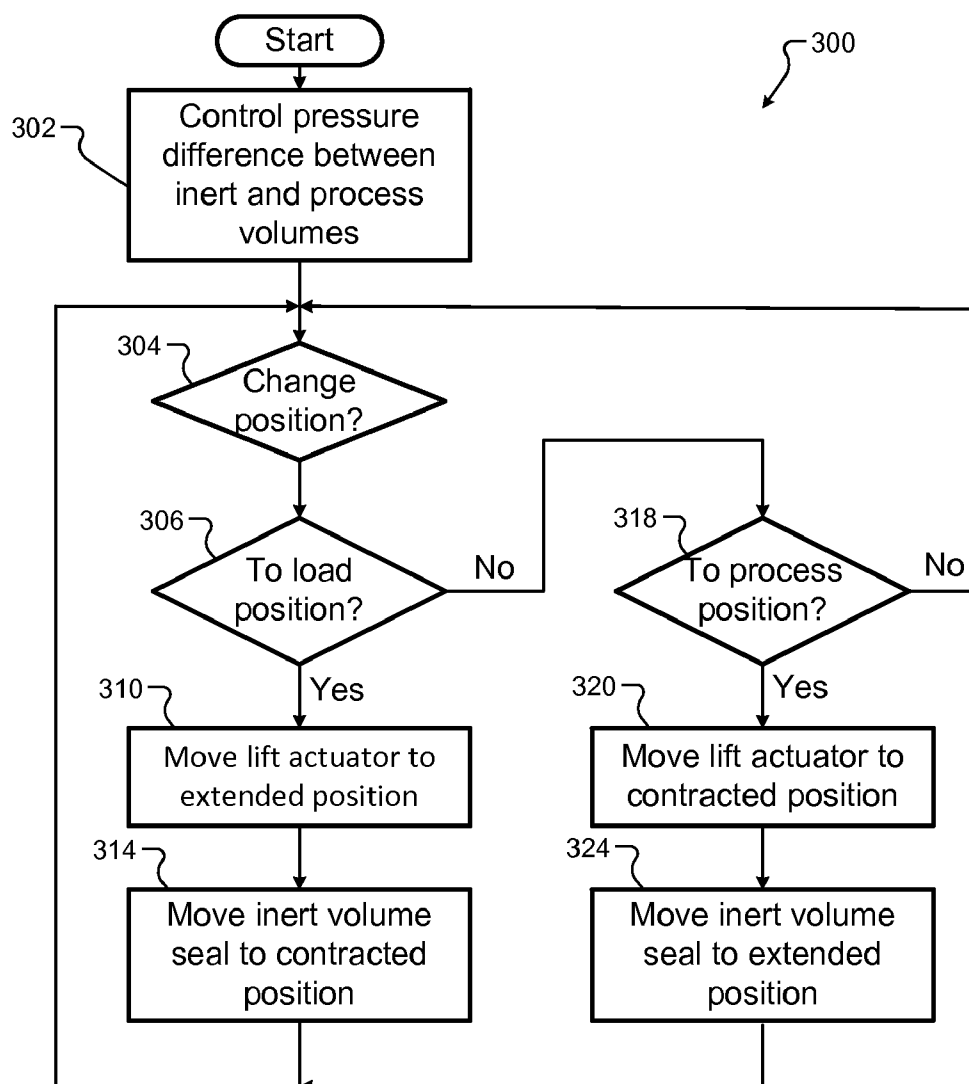 Start
300
302
Control pressure
difference between
inert and process
volumes
304
Change
position?
306
To load
position?
No
318
To process
position?
No
Yes
Yes
310
Move lift actuator to
extended position
320
Move lift actuator to
contracted position
314
Move inert volume
seal to contracted
position
324
Move inert volume
seal to extended
position